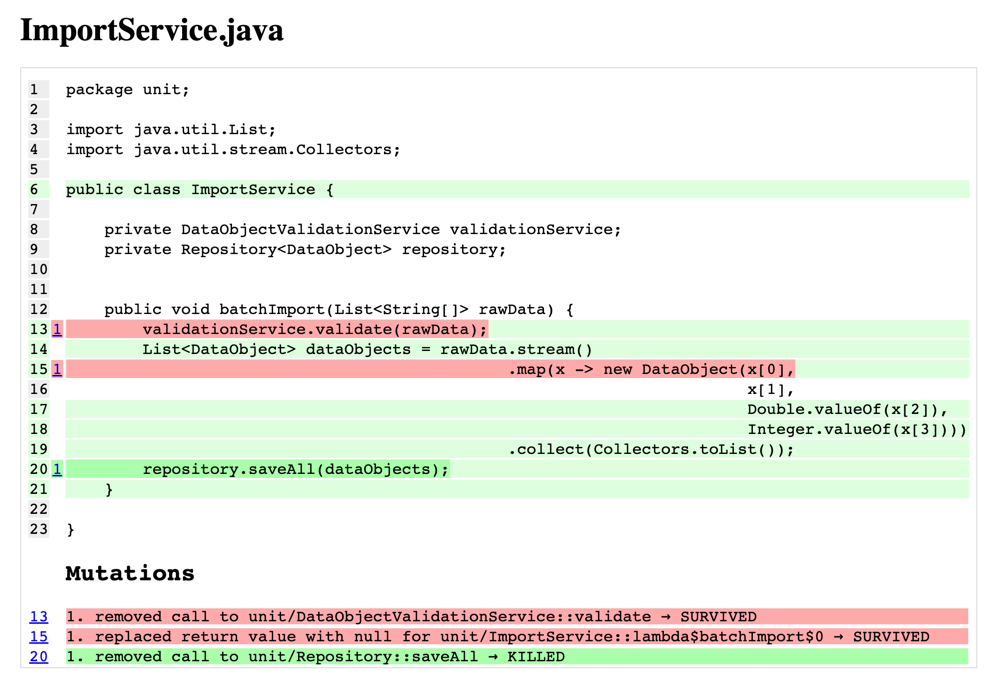 ImportService.java
1 package unit;
2
3 import java.util.List;
4 import java.util.stream.Collectors;
5
6 public class ImportService {
7
8 private DataObjectValidationService validationService;
9 private Repository<DataObject> repository;
10
11
12 public void batchImport(List<String[]> rawData) {
13 1 validationService.validate(rawData);
14 List<DataObject> dataObjects = rawData.stream()
15 1 .map(x -> new DataObject(x[0],
16 x[1],
17 Double.valueOf(x[2]),
18 Integer.valueOf(x[3])))
19 .collect(Collectors.toList());
20 1 repository.saveAll(dataObjects);
21 }
22
23 }
Mutations
13 1. removed call to unit/DataObjectValidationService::validate → SURVIVED
15 1. replaced return value with null for unit/ImportService::lambda$batchImport$0 → SURVIVED
20 1. removed call to unit/Repository::saveAll → KILLED